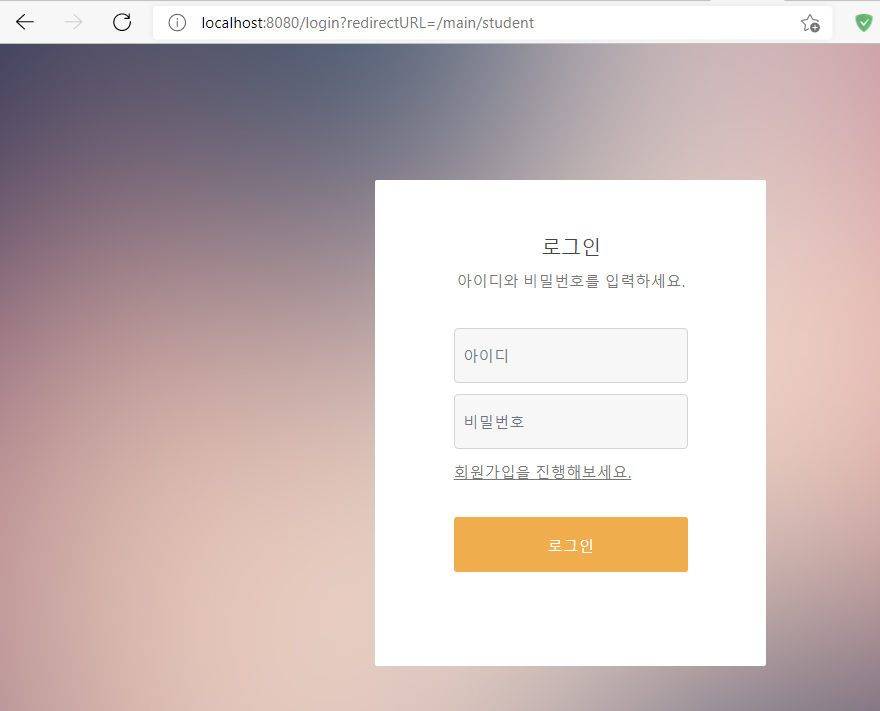 localhost:8080/login?redirectURL=/main/student
로그인
아이디와 비밀번호를 입력하세요.
아이디
비밀번호
회원가입을 진행해보세요.
로그인